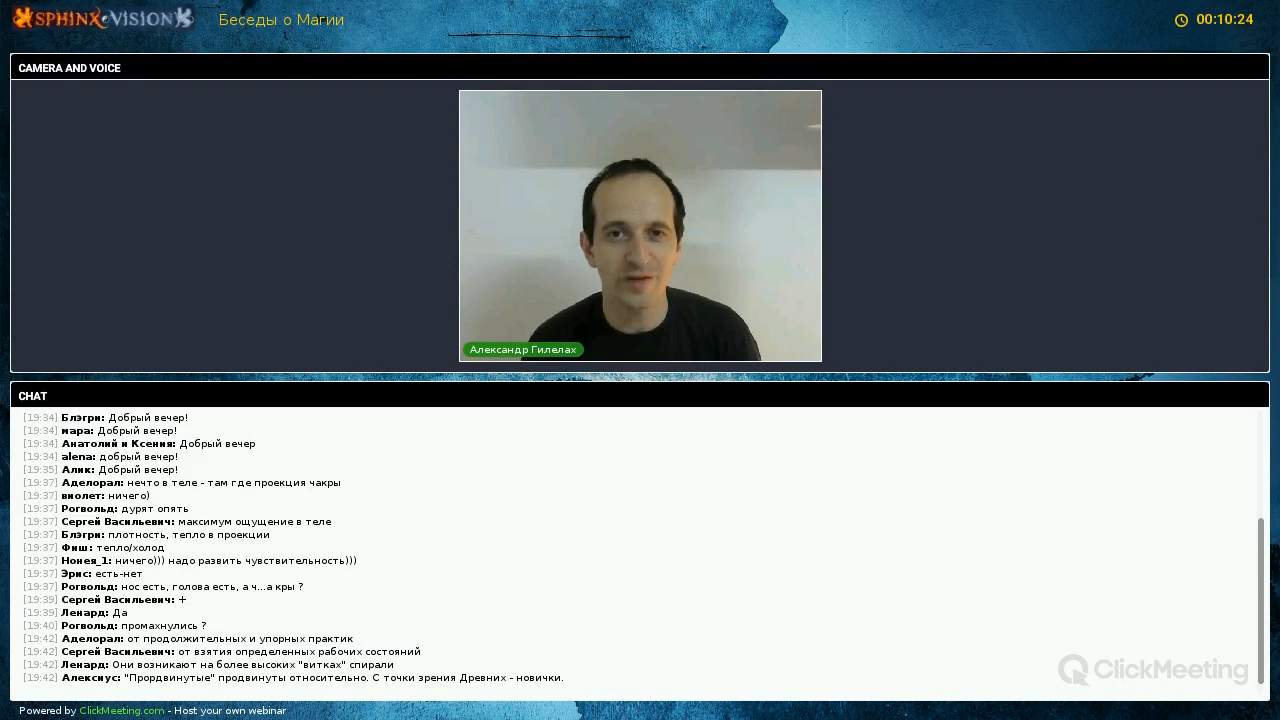 SPHINX VISION
Беседы о Магии
00:10:24
CAMERA AND VOICE
Александр Гилелах
CHAT
[19:34] Блэгри: Добрый вечер!
[19:34] мара: Добрый вечер!
[19:34] Анатолий и Ксения: Добрый вечер
[19:34] alena: добрый вечер!
[19:35] Алик: Добрый вечер!
[19:37] Аделорал: нечто в теле - там где проекция чакры
[19:37] виолет: ничего)
[19:37] Рогвольд: дурят опять
[19:37] Сергей Васильевич: максимум ощущение в теле
[19:37] Блэгри: плотность, тепло в проекции
[19:37] Фиш: тепло/холод
[19:37] Нонея_1: ничего))) надо развить чувствительность)))
[19:37] Эрис: есть-нет
[19:37] Рогвольд: нос есть, голова есть, а ч...а кры ?
[19:39] Сергей Васильевич: +
[19:39] Ленард: Да
[19:40] Рогвольд: промахнулись ?
[19:42] Аделорал: от продолжительных и упорных практик
[19:42] Сергей Васильевич: от взятия определенных рабочих состояний
[19:42] Ленард: Они возникают на более высоких "витках" спирали
[19:42] Алексиус: "Прордвинутые" продвинуты относительно. С точки зрения Древних - новички.
ClickMeeting
Powered by ClickMeeting.com - Host your own webinar